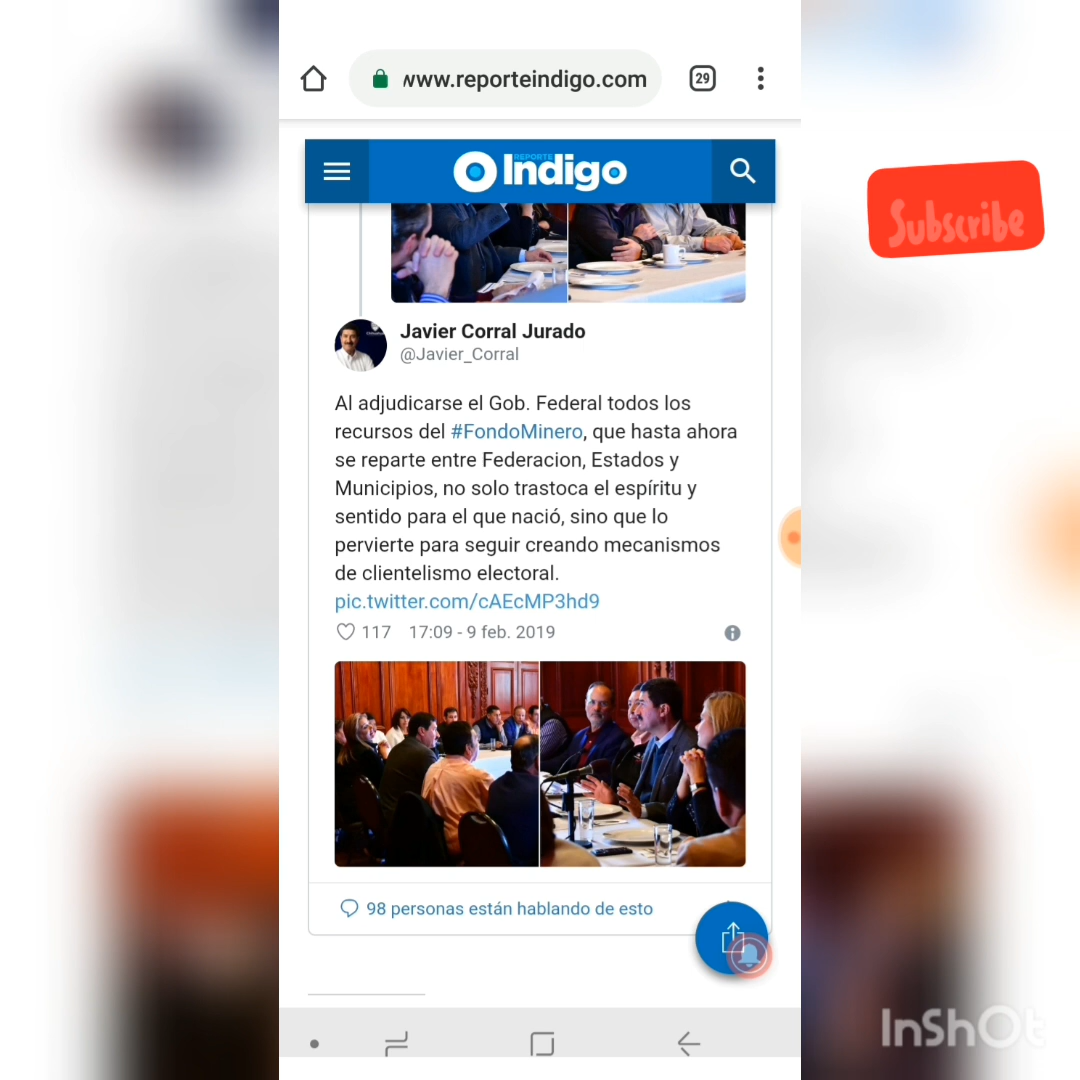 www.reporteindigo.com
29
REPORTE
Indigo
Subscribe
Javier Corral Jurado
@Javier_Corral
Al adjudicarse el Gob. Federal todos los
recursos del #FondoMinero, que hasta ahora
se reparte entre Federacion, Estados y
Municipios, no solo trastoca el espíritu y
sentido para el que nació, sino que lo
pervierte para seguir creando mecanismos
de clientelismo electoral.
pic.twitter.com/cAEcMP3hd9
117 17:09 - 9 feb. 2019
98 personas están hablando de esto
InShOt